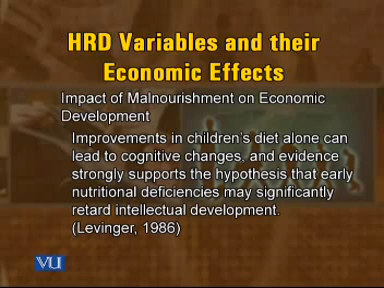 HRD Variables and their
Economic Effects
Impact of Malnourishment on Economic
Development
Improvements in children's diet alone can
lead to cognitive changes, and evidence
strongly supports the hypothesis that early
nutritional deficiencies may significantly
retard intellectual development.
(Levinger, 1986)
VU